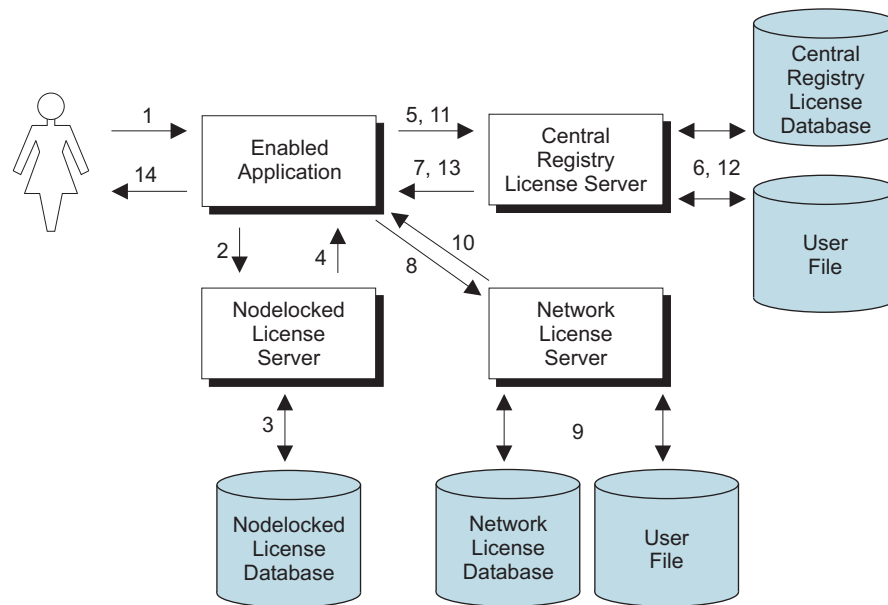 Central
Registry
License
Database
1
5, 11
Enabled
Application
Central
Registry
License Server
14
7, 13
6, 12
User
File
2
4
10
8
Nodelocked
License
Server
Network
License
Server
3
9
Nodelocked
License
Database
Network
License
Database
User
File